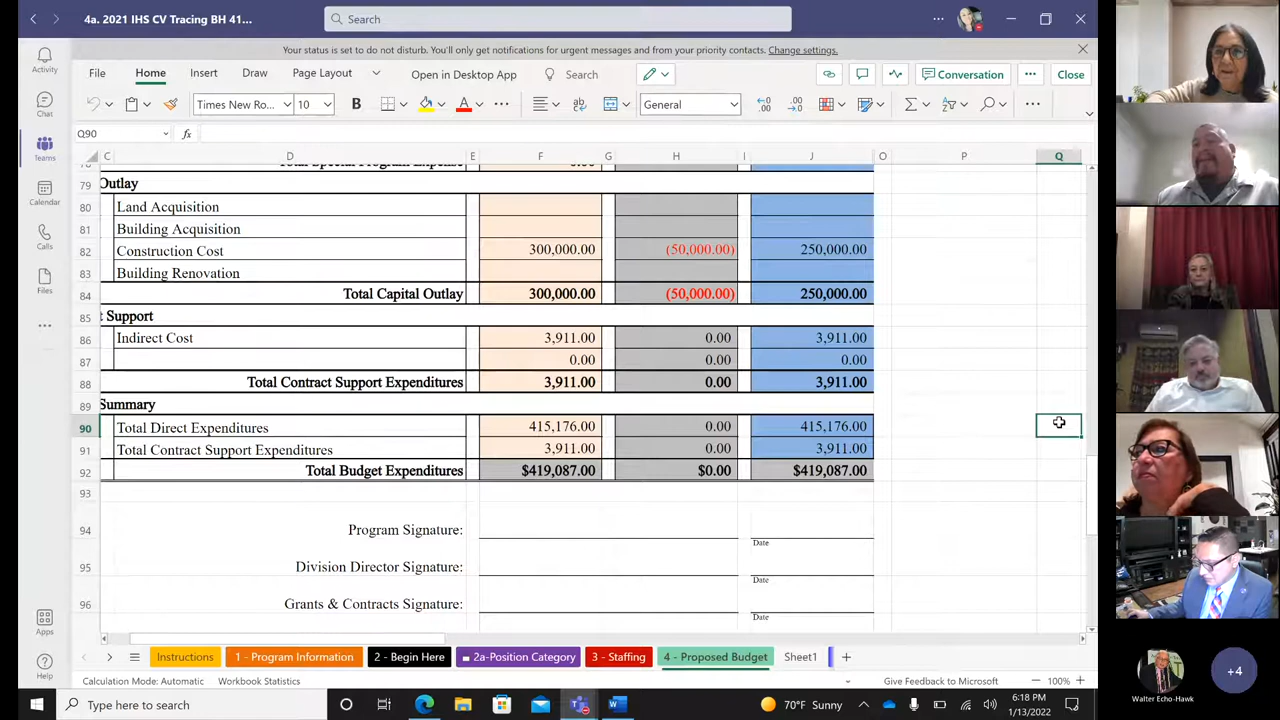 4a. 2021 IHS CV Tracing BH 41...
Search
Your status is set to do not disturb. You'll only get notifications for urgent messages and from your priority contacts. Change settings.
Activity
Chat
Teams
Calendar
Calls
Files
Apps
Help
File Home Insert Draw Page Layout Open in Desktop App Search Conversation Close
Times New Ro... 10 B A General
Q90 fx
C D E F G H I J O P Q
79 Outlay
80 Land Acquisition
81 Building Acquisition
82 Construction Cost 300,000.00 (50,000.00) 250,000.00
83 Building Renovation
84 Total Capital Outlay 300,000.00 (50,000.00) 250,000.00
85 t Support
86 Indirect Cost 3,911.00 0.00 3,911.00
87 0.00 0.00 0.00
88 Total Contract Support Expenditures 3,911.00 0.00 3,911.00
89 Summary
90 Total Direct Expenditures 415,176.00 0.00 415,176.00
91 Total Contract Support Expenditures 3,911.00 0.00 3,911.00
92 Total Budget Expenditures $419,087.00 $0.00 $419,087.00
93
94 Program Signature:
Date
95 Division Director Signature:
Date
96 Grants & Contracts Signature:
Date
Instructions 1 - Program Information 2 - Begin Here 2a-Position Category 3 - Staffing 4 - Proposed Budget Sheet1
Calculation Mode: Automatic Workbook Statistics Give Feedback to Microsoft 100%
Type here to search
70°F Sunny
6:18 PM
1/13/2022
Walter Echo-Hawk
+4